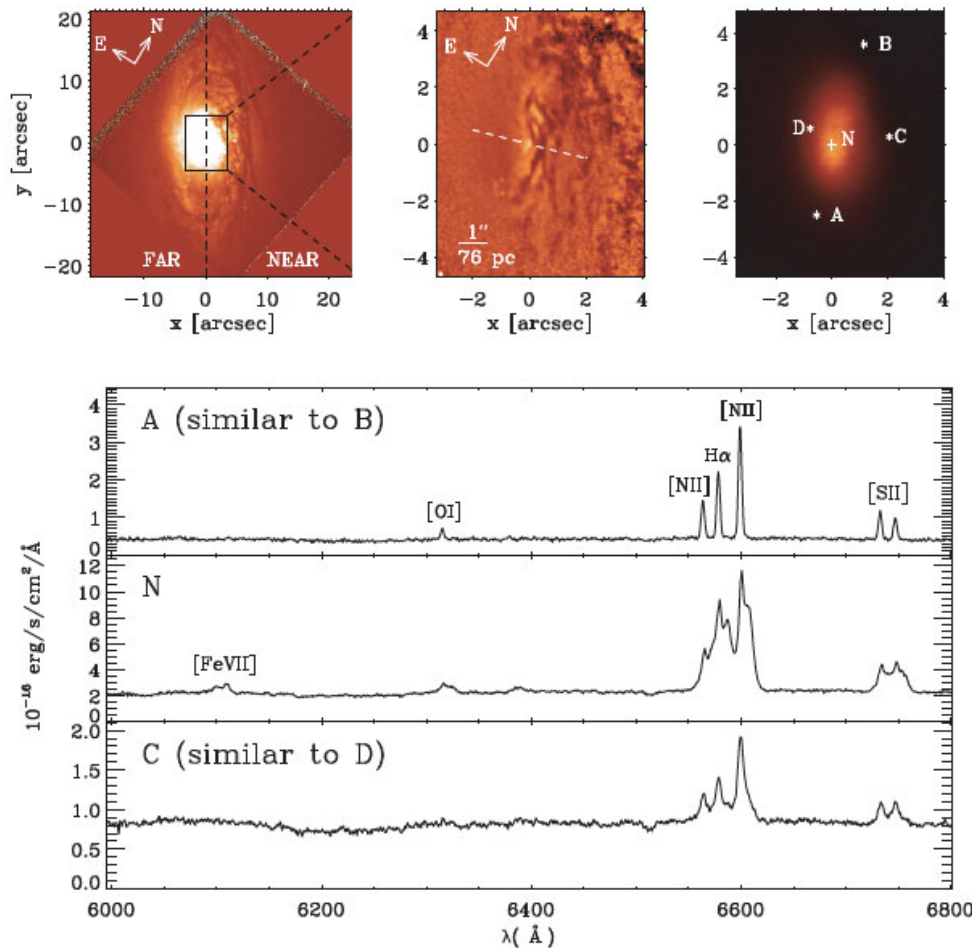 20
10
0
−10
−20
y [arcsec]
E
N
FAR
NEAR
−10 0 10 20
x [arcsec]
4
2
0
−2
−4
E
N
1"
76 pc
−2 0 2 4
x [arcsec]
4
2
0
−2
−4
B
D
N
C
A
−2 0 2 4
x [arcsec]
10⁻¹⁶ erg/s/cm²/Å
4
3
2
1
0
A (similar to B)
[OI]
[NII]
Hα
[NII]
[SII]
12
10
8
6
4
2
0
N
[FeVII]
2.0
1.5
1.0
0.5
0.0
C (similar to D)
6000 6200 6400 6600 6800
λ( Å)